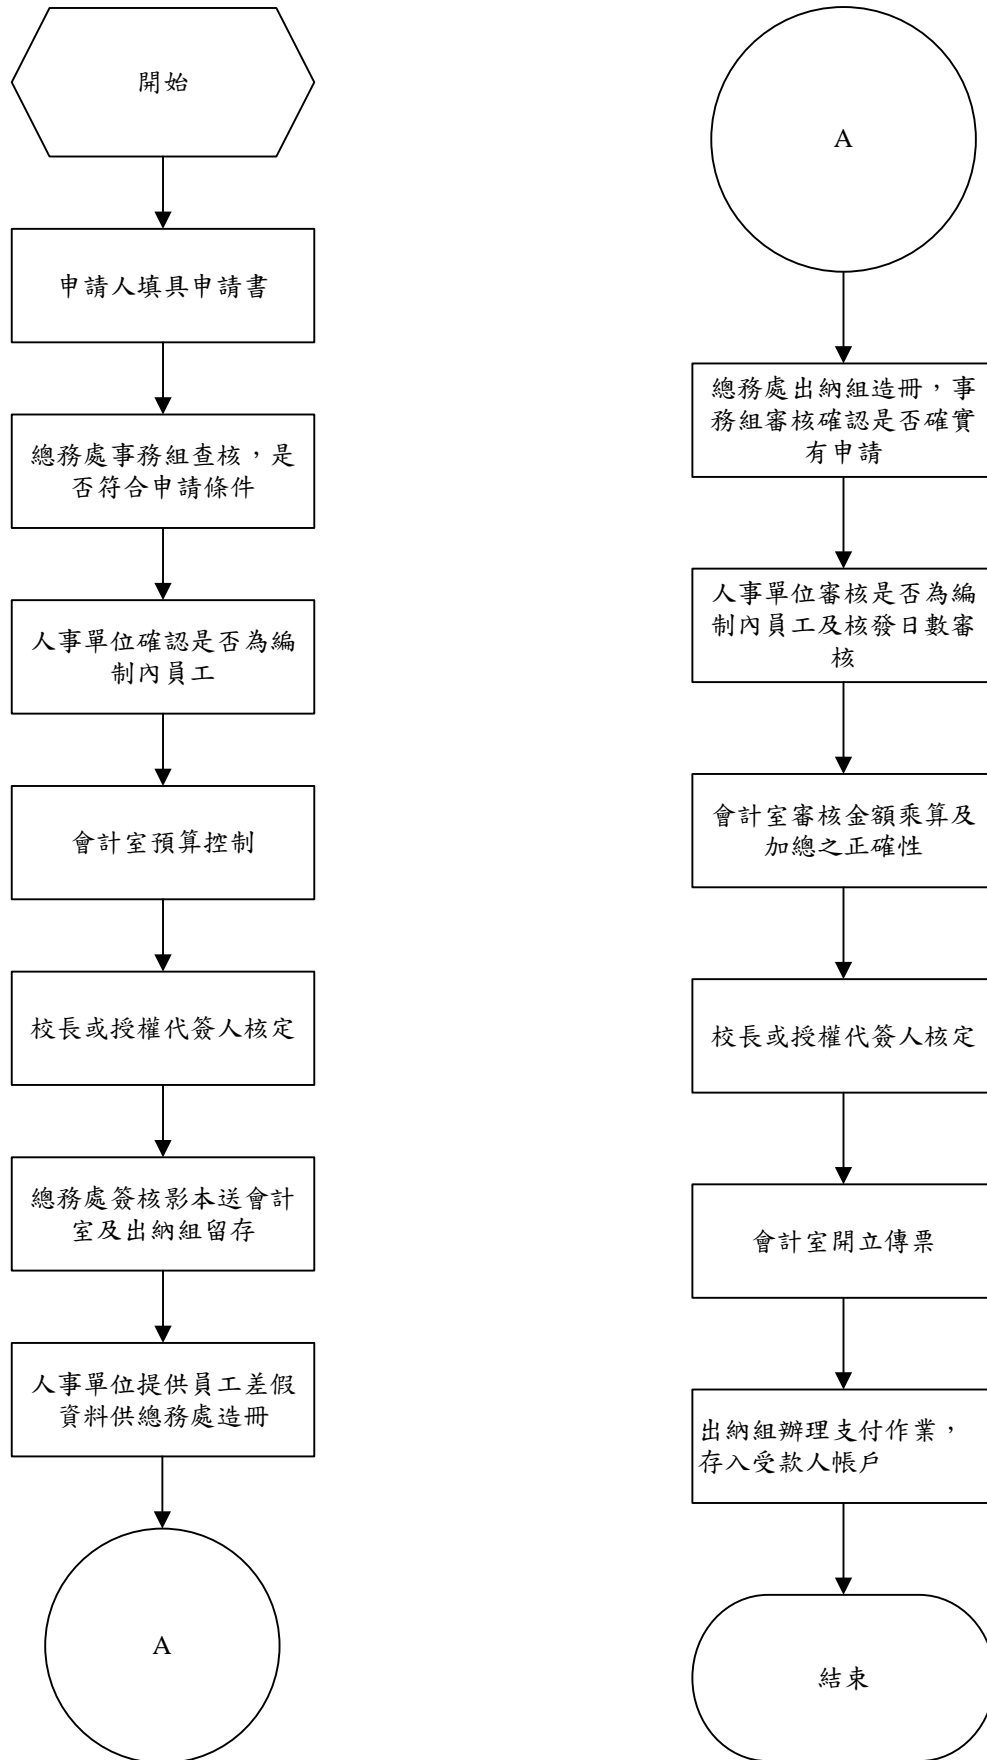 開始
申請人填具申請書
總務處事務組查核，是
否符合申請條件
人事單位確認是否為編
制內員工
會計室預算控制
校長或授權代簽人核定
總務處簽核影本送會計
室及出納組留存
人事單位提供員工差假
資料供總務處造冊
A
A
總務處出納組造冊，事
務組審核確認是否確實
有申請
人事單位審核是否為編
制內員工及核發日數審
核
會計室審核金額乘算及
加總之正確性
校長或授權代簽人核定
會計室開立傳票
出納組辦理支付作業，
存入受款人帳戶
結束